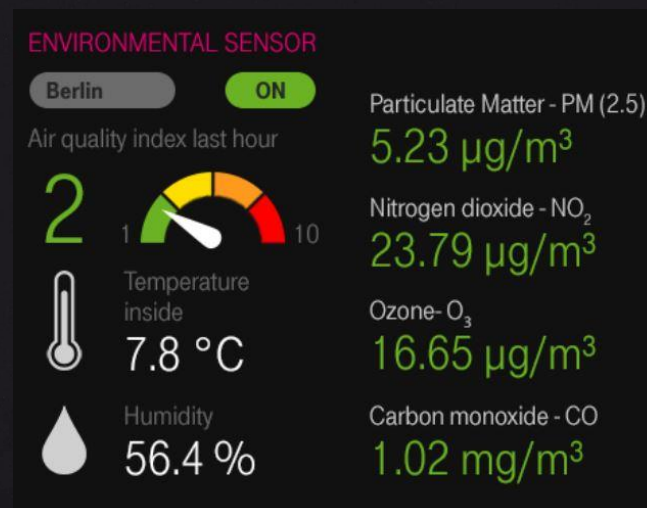 ENVIRONMENTAL SENSOR
Berlin
ON
Air quality index last hour
2
1
10
Temperature
inside
7.8 °C
Humidity
56.4 %
Particulate Matter - PM (2.5)
5.23 µg/m³
Nitrogen dioxide - NO₂
23.79 µg/m³
Ozone- O₃
16.65 µg/m³
Carbon monoxide - CO
1.02 mg/m³